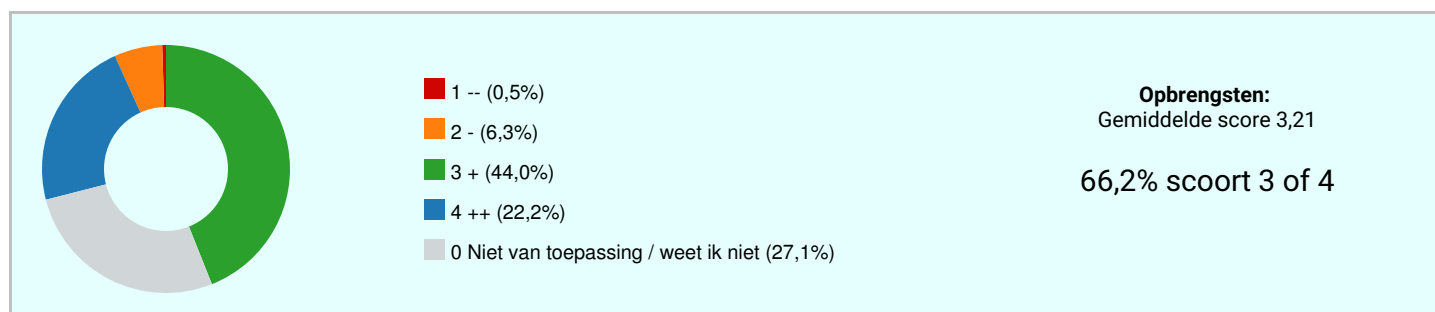 1 -- (0,5%)
2 - (6,3%)
3 + (44,0%)
4 ++ (22,2%)
0 Niet van toepassing / weet ik niet (27,1%)
Opbrengsten:
Gemiddelde score 3,21
66,2% scoort 3 of 4